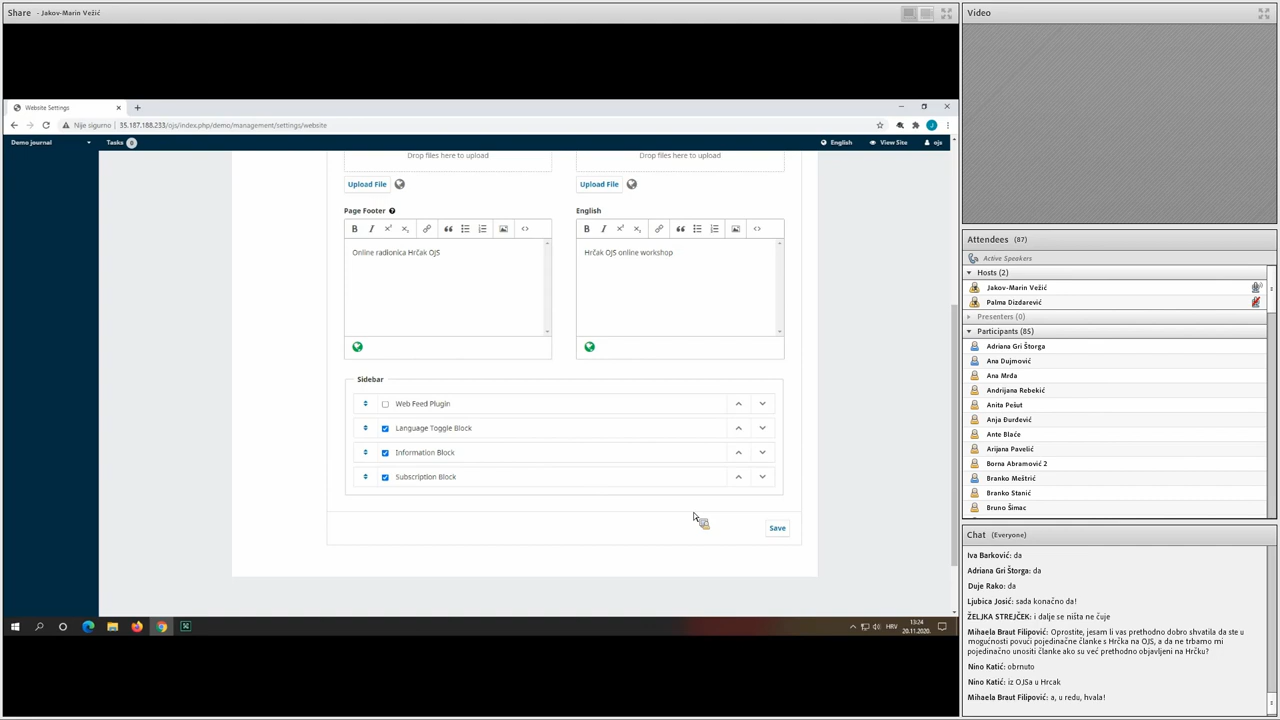 Share - Jakov-Marin Vežić
Website Settings
Nije sigurno 35.187.188.233/ojs/index.php/demo/management/settings/website
Demo journal
Tasks 0
English
View Site
ojs
Drop files here to upload
Drop files here to upload
Upload File
Upload File
Page Footer
English
Online radionica Hrčak OJS
Hrčak OJS online workshop
Sidebar
Web Feed Plugin
Language Toggle Block
Information Block
Subscription Block
Save
HRV
13:24
20.11.2020.
Video
Attendees (87)
Active Speakers
Hosts (2)
Jakov-Marin Vežić
Palma Dizdarević
Presenters (0)
Participants (85)
Adriana Gri Štorga
Ana Dujmović
Ana Mrđa
Andrijana Rebekić
Anita Pešut
Anja Đurđević
Ante Blaće
Arijana Pavelić
Borna Abramović 2
Branko Meštrić
Branko Stanić
Bruno Šimac
Chat (Everyone)
Iva Barković: da
Adriana Gri Štorga: da
Duje Rako: da
Ljubica Josić: sada konačno da!
ŽELJKA STREJČEK: i dalje se ništa ne čuje
Mihaela Braut Filipović: Oprostite, jesam li vas prethodno dobro shvatila da ste u
mogućnosti povući pojedinačne članke s Hrčka na OJS, a da ne trbamo mi
pojedinačno unositi članke ako su već prethodno objavljeni na Hrčku?
Nino Katić: obrnuto
Nino Katić: iz OJSa u Hrcak
Mihaela Braut Filipović: a, u redu, hvala!